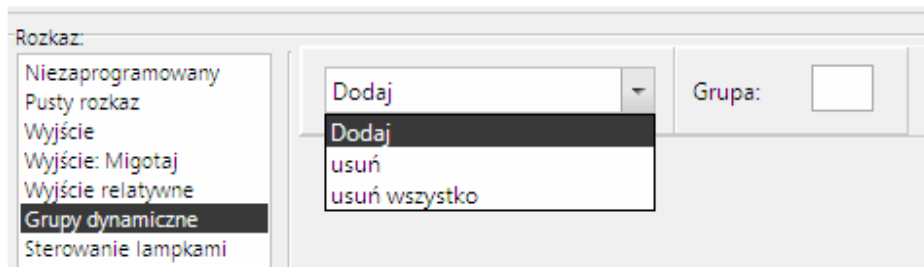 Rozkaz:
Niezaprogramowany
Pusty rozkaz
Wyjście
Wyjście: Migotaj
Wyjście relatywne
Grupy dynamiczne
Sterowanie lampkami
Dodaj
Grupa:
Dodaj
usuń
usuń wszystko